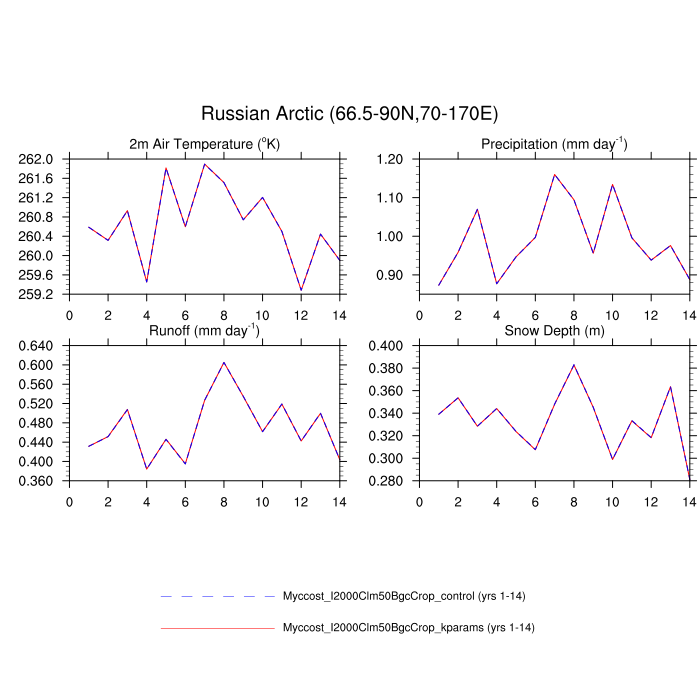 Russian Arctic (66.5-90N,70-170E)
2m Air Temperature (°K)
Precipitation (mm day⁻¹)
262.0
261.6
261.2
260.8
260.4
260.0
259.6
259.2
0 2 4 6 8 10 12 14
1.20
1.10
1.00
0.90
0 2 4 6 8 10 12 14
Runoff (mm day⁻¹)
Snow Depth (m)
0.640
0.600
0.560
0.520
0.480
0.440
0.400
0.360
0 2 4 6 8 10 12 14
0.400
0.380
0.360
0.340
0.320
0.300
0.280
0 2 4 6 8 10 12 14
Myccost_I2000Clm50BgcCrop_control (yrs 1-14)
Myccost_I2000Clm50BgcCrop_kparams (yrs 1-14)